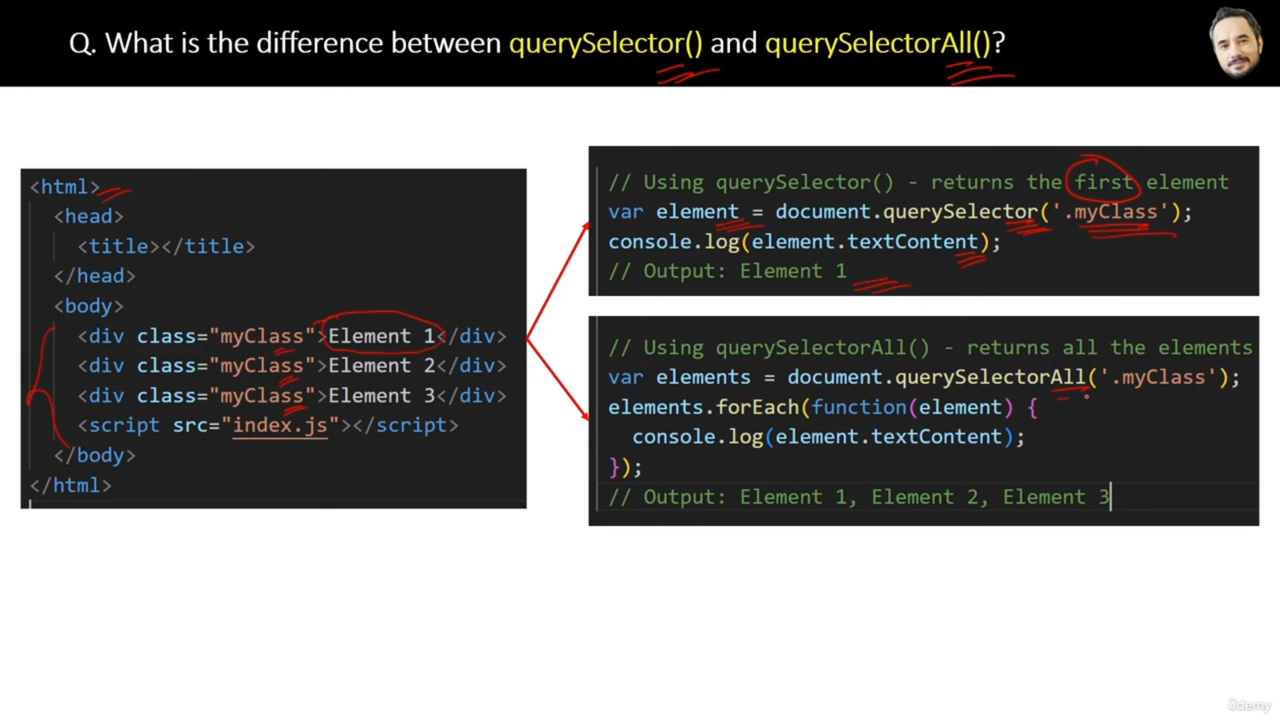 Q. What is the difference between querySelector() and querySelectorAll()?
<html>
<head>
<title></title>
</head>
<body>
<div class="myClass">Element 1</div>
<div class="myClass">Element 2</div>
<div class="myClass">Element 3</div>
<script src="index.js"></script>
</body>
</html>
// Using querySelector() - returns the first element
var element = document.querySelector('.myClass');
console.log(element.textContent);
// Output: Element 1
// Using querySelectorAll() - returns all the elements
var elements = document.querySelectorAll('.myClass');
elements.forEach(function(element) {
console.log(element.textContent);
});
// Output: Element 1, Element 2, Element 3
ûdemy